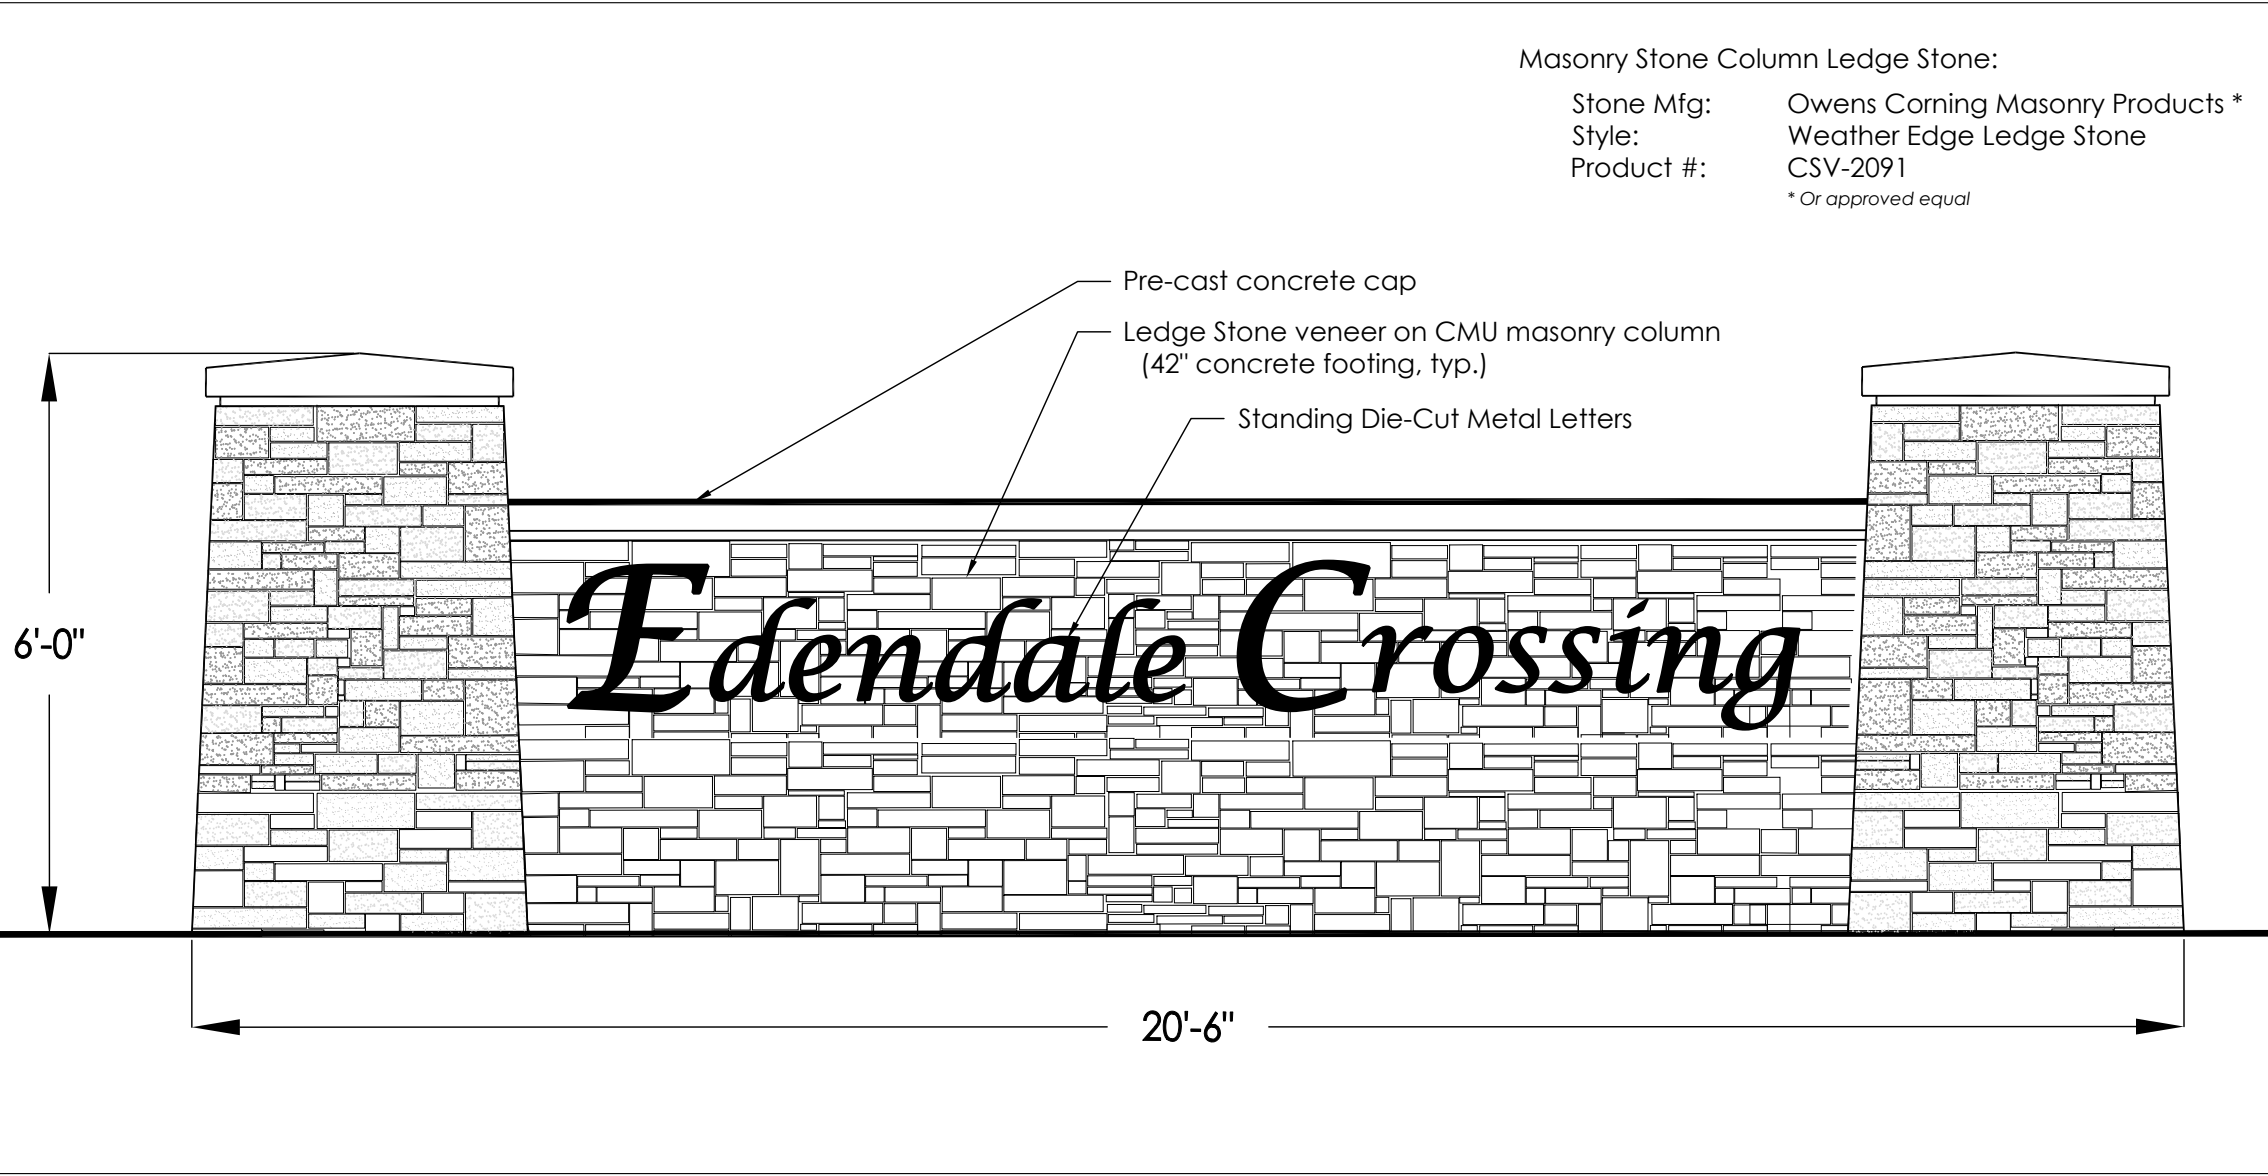 Masonry Stone Column Ledge Stone:
Stone Mfg: Owens Corning Masonry Products *
Style: Weather Edge Ledge Stone
Product #: CSV-2091
* Or approved equal
Pre-cast concrete cap
Ledge Stone veneer on CMU masonry column
(42" concrete footing, typ.)
Standing Die-Cut Metal Letters
6'-0"
Edendale Crossing
20'-6"